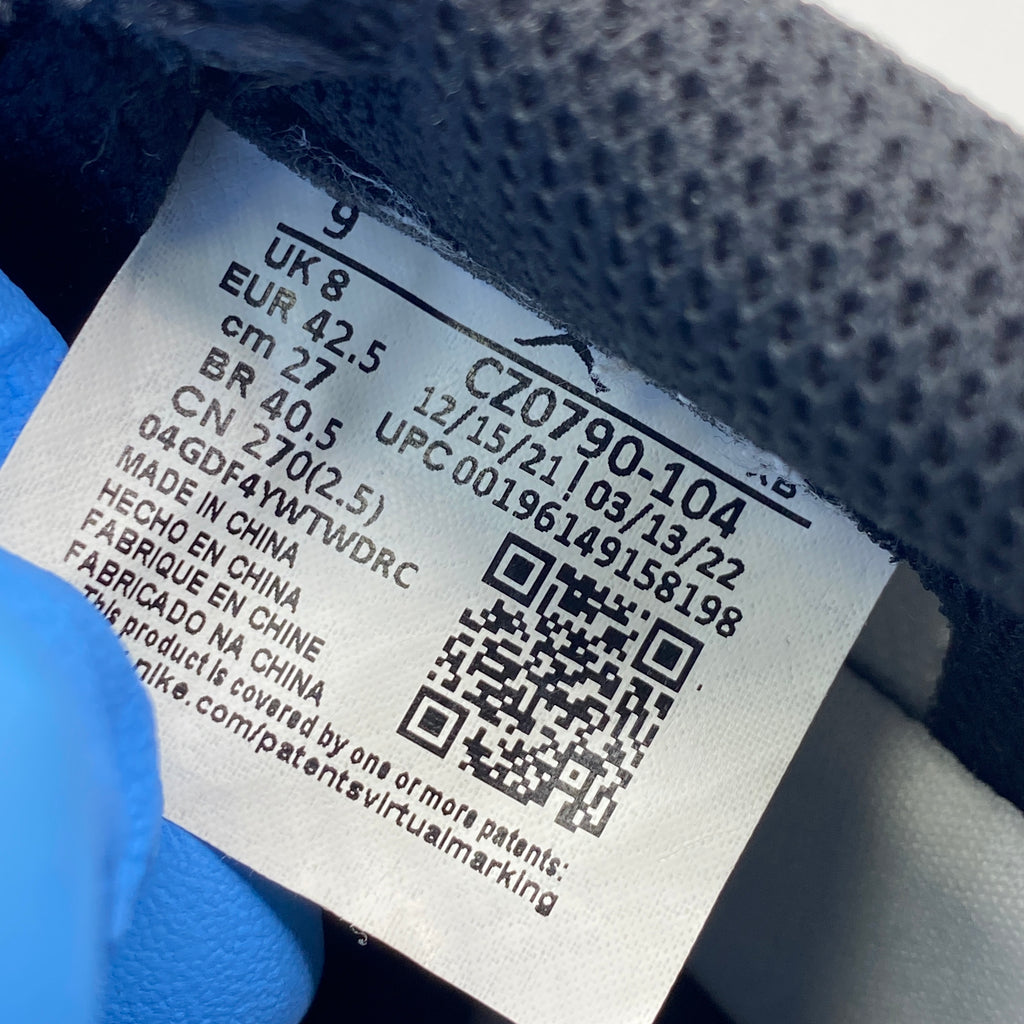 9
UK 8
EUR 42.5
cm 27
BR 40.5
CN 270(2.5)
04GDF4YWTWDRC
MADE IN CHINA
HECHO EN CHINA
FABRIQUE EN CHINE
FABRICADO NA CHINA
This product is covered by one or more patents:
nike.com/patentsvirtualmarking
XB
CZ0790-104
12/15/21 ! 03/13/22
UPC 00196149158198